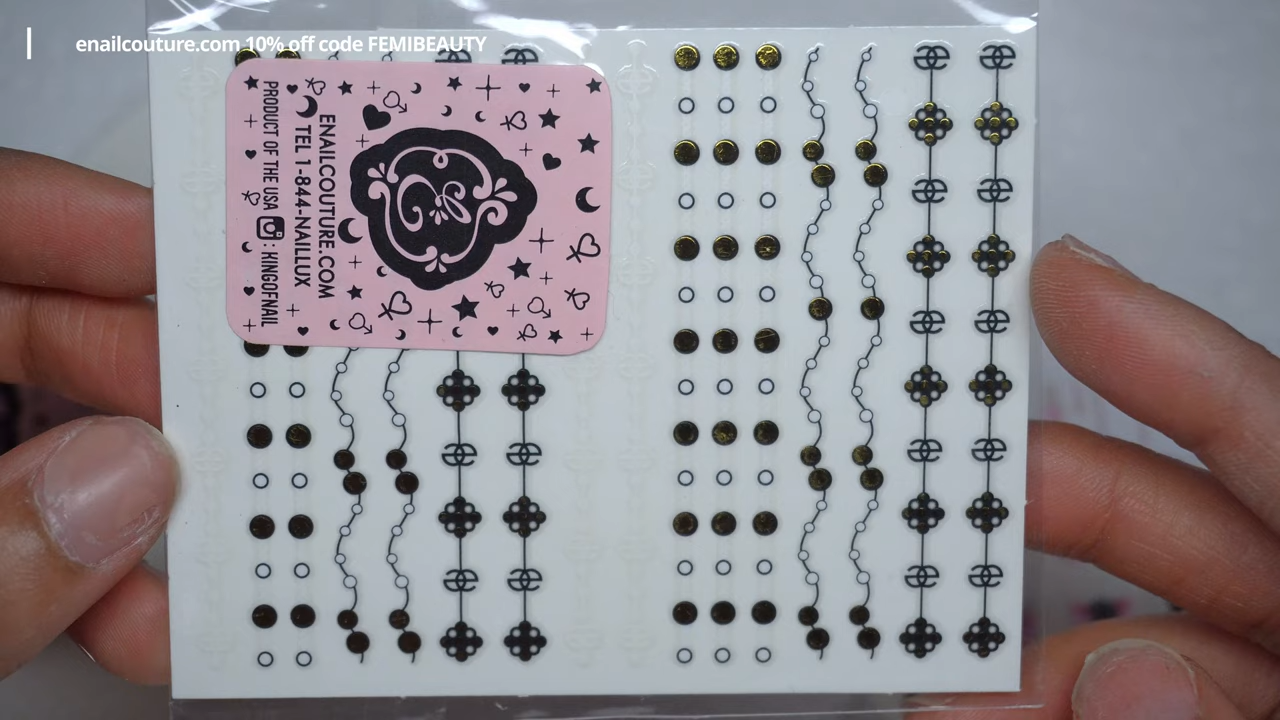 enailcouture.com 10% off code FEMIBEAUTY
ENAILCOUTURE.COM
TEL 1-844-NAILLUX
PRODUCT OF THE USA : KINGOFNAIL